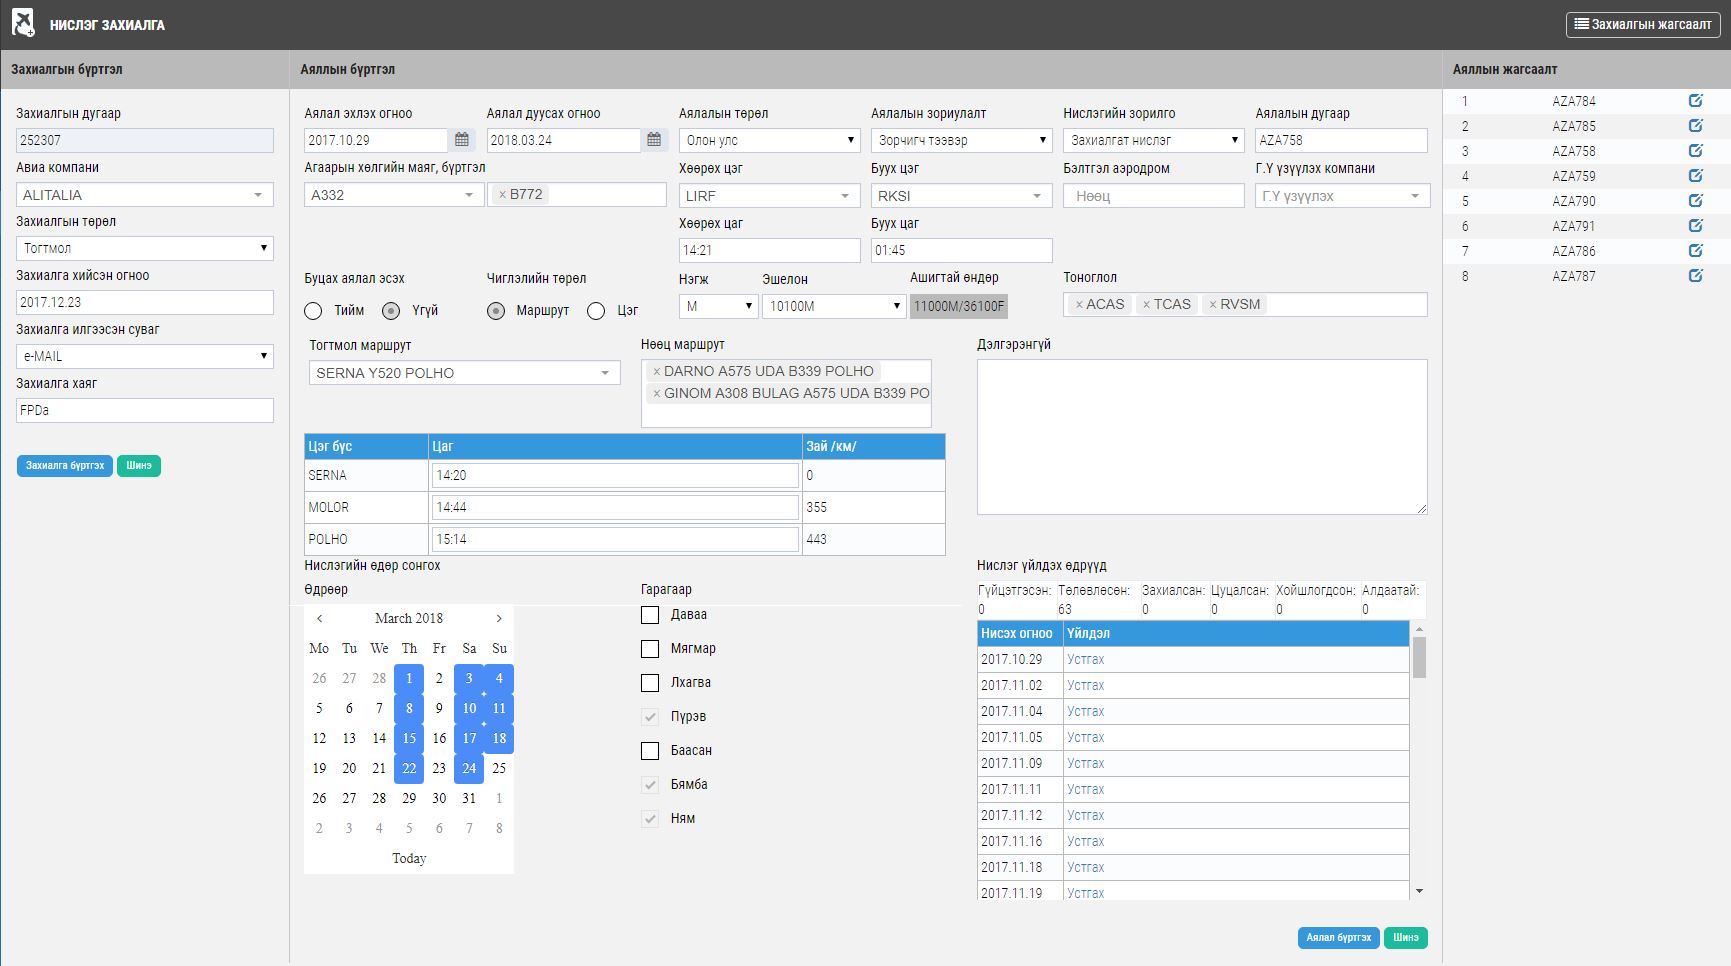 НИСЛЭГ ЗАХИАЛГА
Захиалгын жагсаалт
Захиалгын бүртгэл
Захиалгын дугаар
252307
Авиа компани
ALITALIA
Захиалгын төрөл
Тогтмол
Захиалга хийсэн огноо
2017.12.23
Захиалга илгээсэн суваг
e-MAIL
Захиалга хаяг
FPDa
Захиалга бүртгэх Шинэ
Аяллын бүртгэл
Аялал эхлэх огноо Аялал дуусах огноо Аялалын төрөл Аялалын зориулалт Нислэгийн зорилго Аялалын дугаар
2017.10.29 2018.03.24 Олон улс Зорчигч тээвэр Захиалгат нислэг AZA758
Агаарын хөлгийн маяг, бүртгэл Хөөрөх цэг Буух цэг Бэлтгэл аэродром Г.Ү үзүүлэх компани
A332 × B772 LIRF RKSI Нөөц Г.Ү үзүүлэх
Хөөрөх цаг Буух цаг
14:21 01:45
Буцах аялал эсэх Чиглэлийн төрөл Нэгж Эшелон Ашигтай өндөр Тоноглол
Тийм Үгүй Маршрут Цэг M 10100M 11000M/36100F × ACAS × TCAS × RVSM
Тогтмол маршрут Нөөц маршрут Дэлгэрэнгүй
SERNA Y520 POLHO × DARNO A575 UDA B339 POLHO
× GINOM A308 BULAG A575 UDA B339 PO
Цэг бүс Цаг Зай /км/
SERNA 14:20 0
MOLOR 14:44 355
POLHO 15:14 443
Нислэгийн өдөр сонгох
Өдрөөр
‹ March 2018 ›
Mo Tu We Th Fr Sa Su
26 27 28 1 2 3 4
5 6 7 8 9 10 11
12 13 14 15 16 17 18
19 20 21 22 23 24 25
26 27 28 29 30 31 1
2 3 4 5 6 7 8
Today
Гарагаар
Даваа
Мягмар
Лхагва
Пүрэв
Баасан
Бямба
Ням
Нислэг үйлдэх өдрүүд
Гүйцэтгэсэн: Төлөвлөсөн: Захиалсан: Цуцалсан: Хойшлогдсон: Алдаатай:
0 63 0 0 0 0
Нисэх огноо Үйлдэл
2017.10.29 Устгах
2017.11.02 Устгах
2017.11.04 Устгах
2017.11.05 Устгах
2017.11.09 Устгах
2017.11.11 Устгах
2017.11.12 Устгах
2017.11.16 Устгах
2017.11.18 Устгах
2017.11.19 Устгах
Аялал бүртгэх Шинэ
Аяллын жагсаалт
1 AZA784
2 AZA785
3 AZA758
4 AZA759
5 AZA790
6 AZA791
7 AZA786
8 AZA787